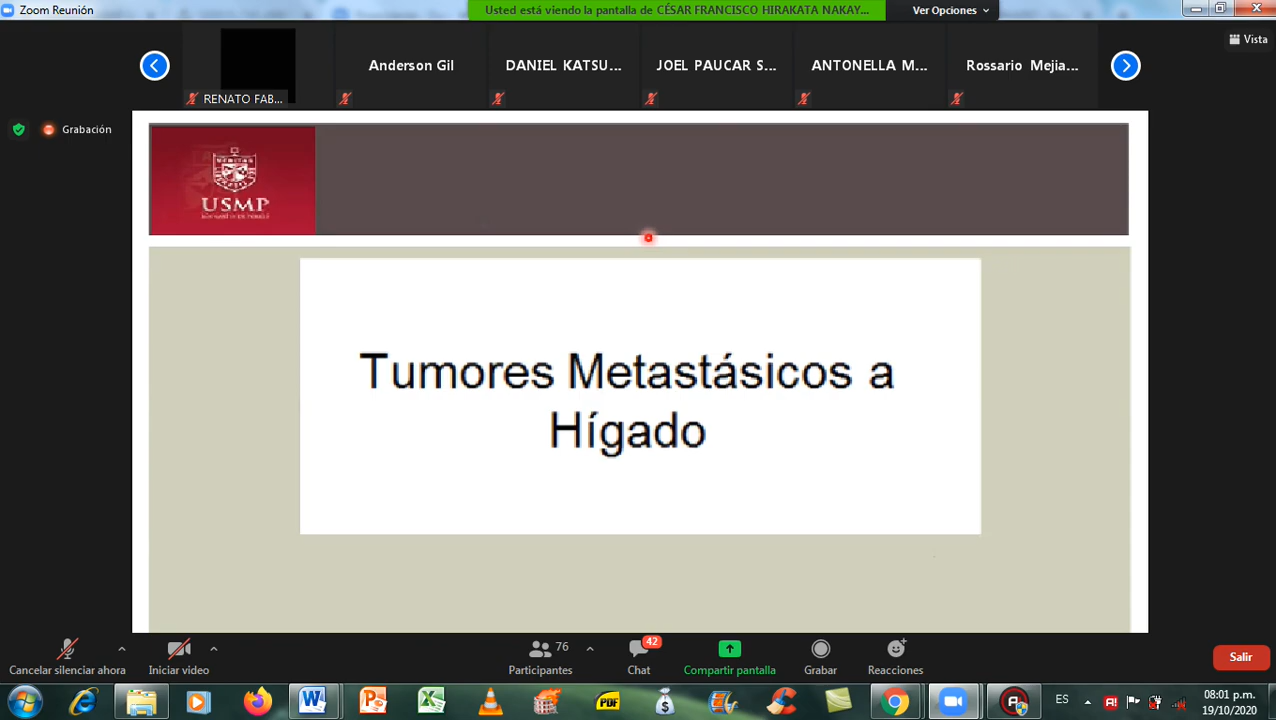 Zoom Reunión
Usted está viendo la pantalla de CÉSAR FRANCISCO HIRAKATA NAKAY...
Ver Opciones
Vista
RENATO FAB...
Anderson Gil
DANIEL KATSU...
JOEL PAUCAR S...
ANTONELLA M...
Rossario Mejia...
Grabación
USMP
Tumores Metastásicos a
Hígado
Cancelar silenciar ahora
Iniciar video
76
Participantes
42
Chat
Compartir pantalla
Grabar
Reacciones
Salir
PDF
ES
08:01 p.m.
19/10/2020